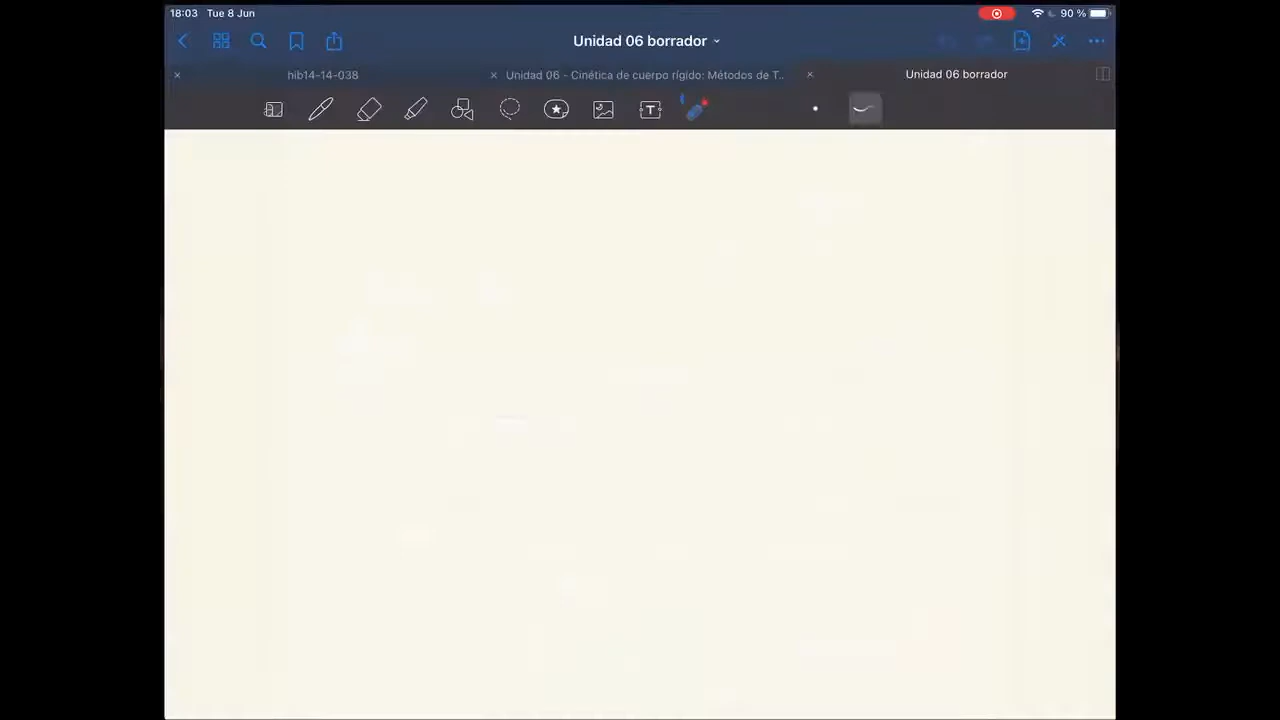 18:03 Tue 8 Jun 90 %
Unidad 06 borrador
hib14-14-038
Unidad 06 - Cinética de cuerpo rígido: Métodos de T..
Unidad 06 borrador